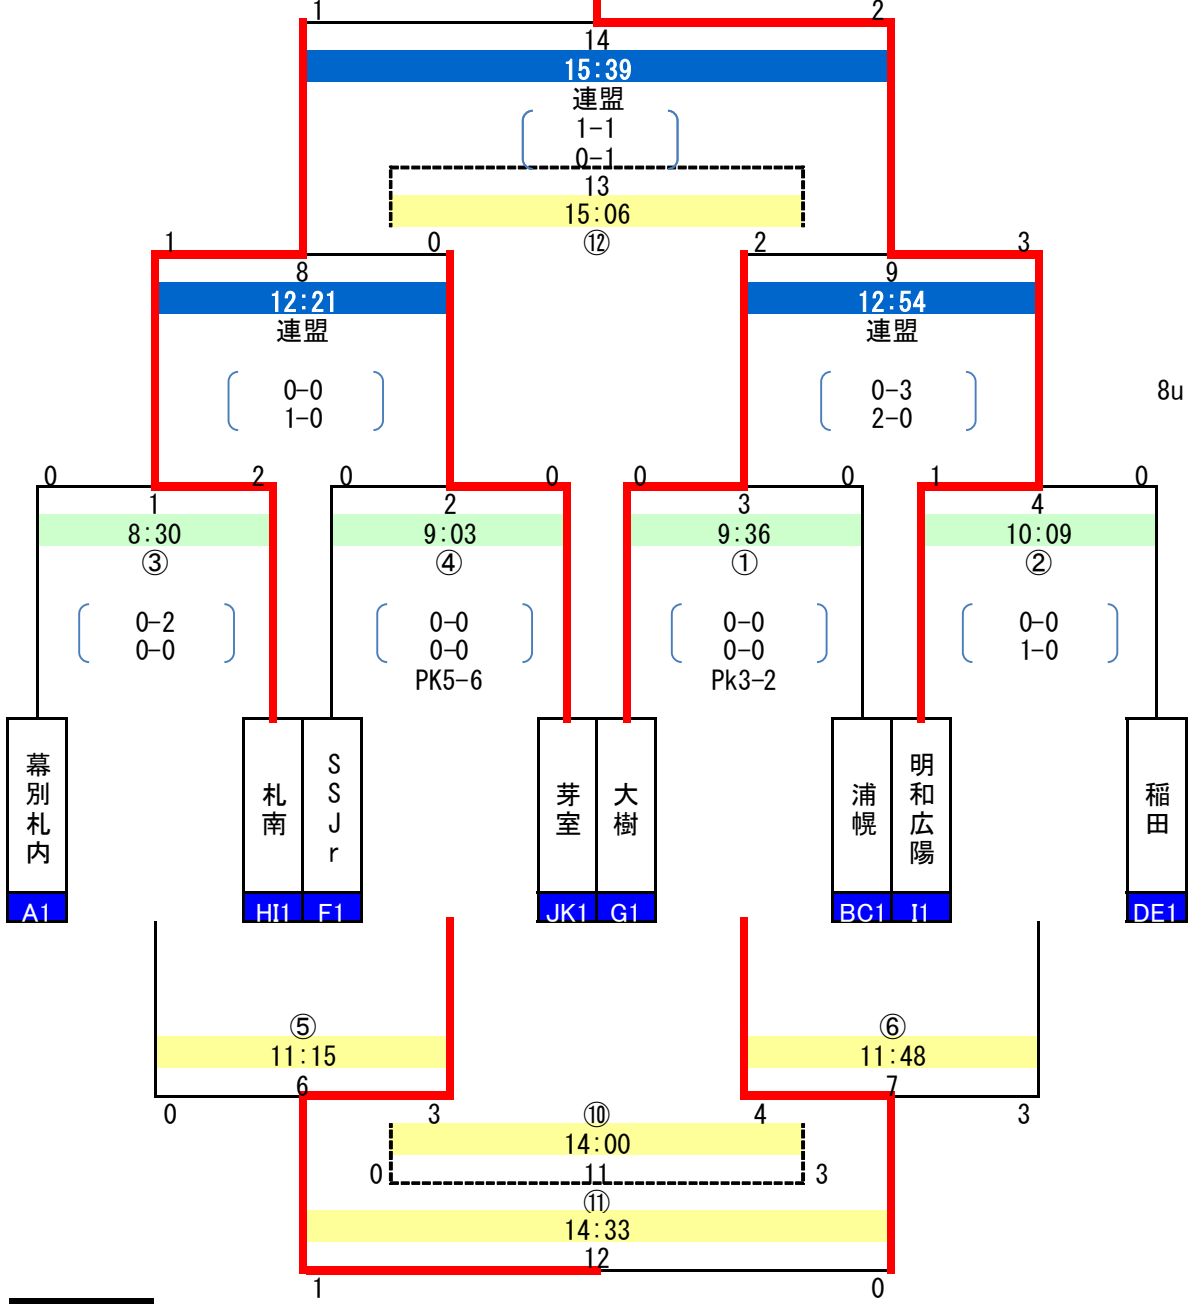 1 2
14
15:39
連盟
1-1
0-1
13
15:06
⑫
1 0 2 3
8 9
12:21 12:54
連盟 連盟
0-0 0-3 8u
1-0 2-0
0 2 0 0 0 0 1 0
1 2 3 4
8:30 9:03 9:36 10:09
③ ④ ① ②
0-2 0-0 0-0 0-0
0-0 0-0 0-0 1-0
PK5-6 Pk3-2
幕別札内
札南
SSJr
芽室
大樹
浦幌
明和広陽
稲田
A1 HI1 F1 JK1 G1 BC1 I1 DE1
⑤ ⑥
11:15 11:48
6 7
0 3 ⑩ 4 3
14:00
0 11 3
⑪
14:33
12
1 0